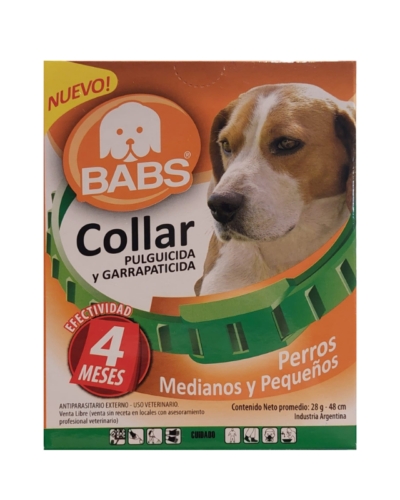 NUEVO!
BABS®
Collar
PULGUICIDA
y GARRAPATICIDA
EFECTIVIDAD
4
MESES
Perros
Medianos y Pequeños
ANTIPARASITARIO EXTERNO - USO VETERINARIO
Venta Libre (venta sin receta en locales con asesoramiento
profesional veterinario)
Contenido Neto promedio: 28 g - 48 cm
Industria Argentina
CUIDADO